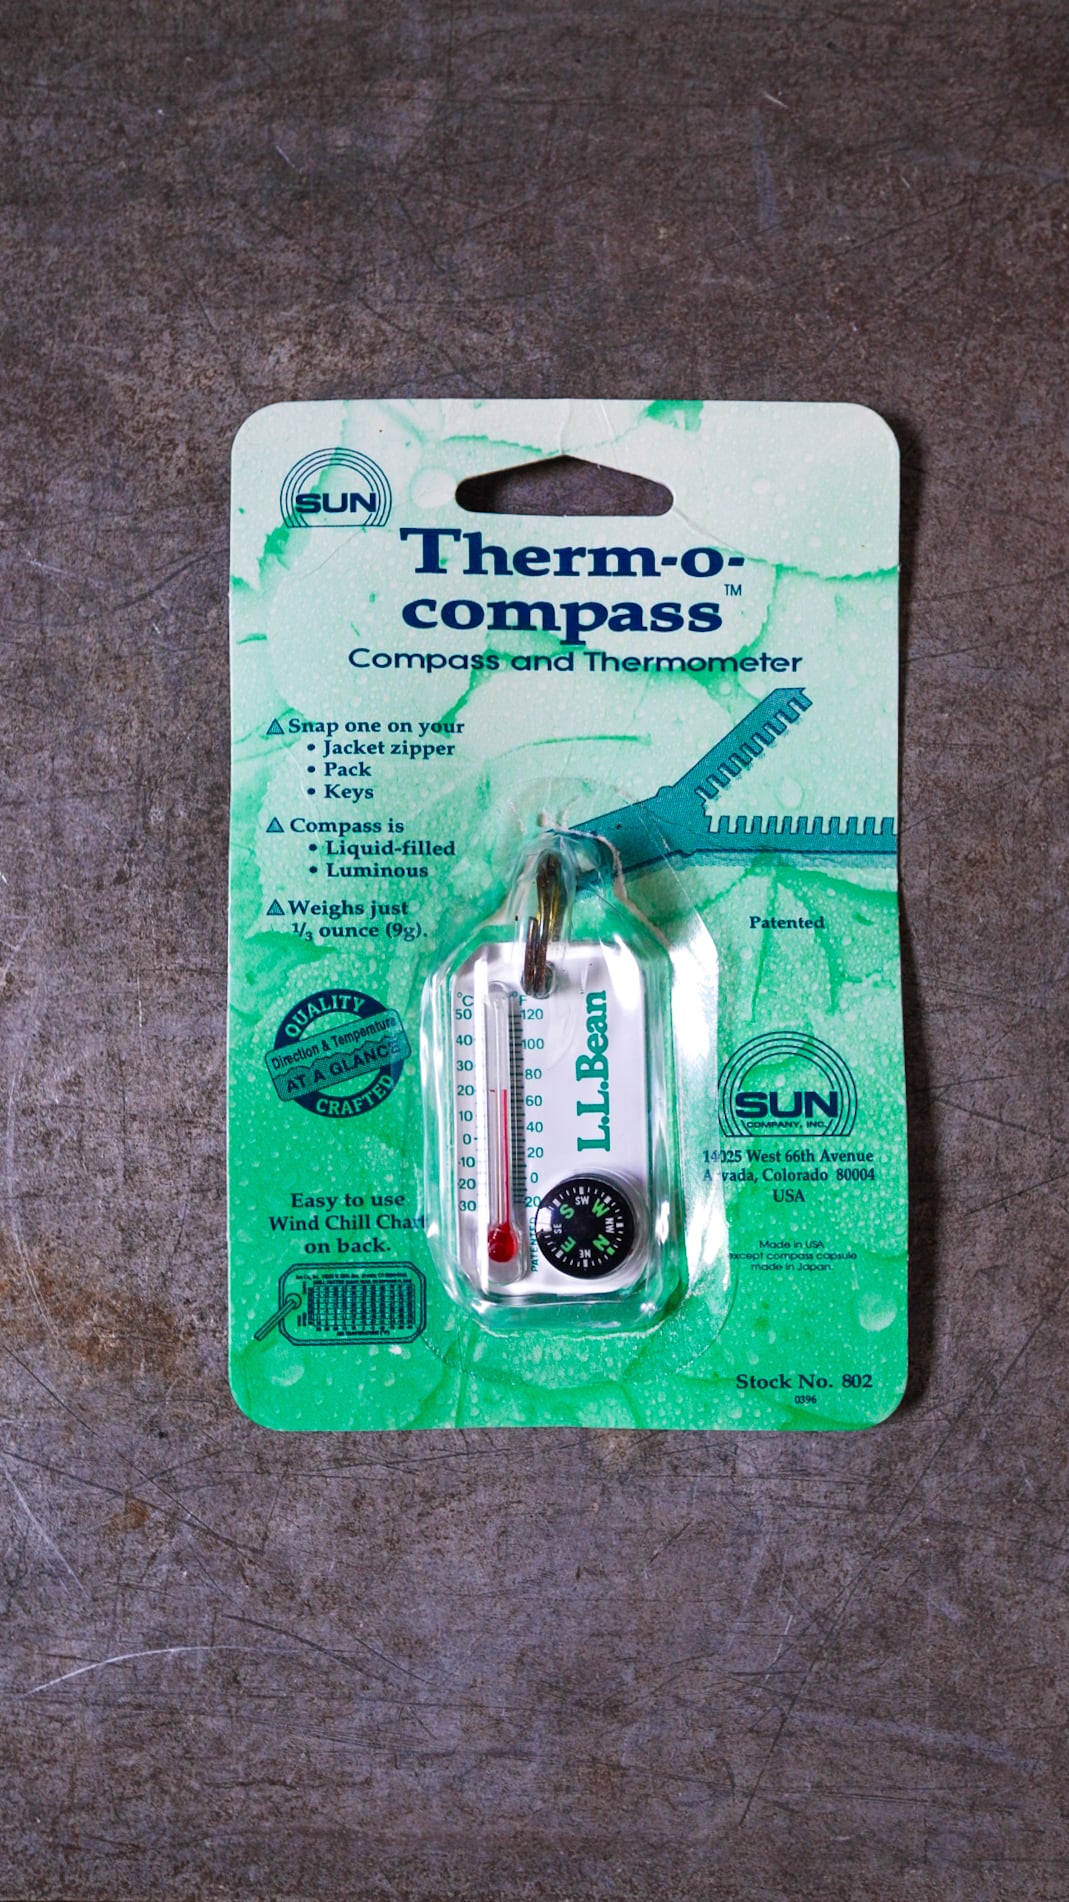 SUN
Therm-o-
compass™
Compass and Thermometer
Snap one on your
• Jacket zipper
• Pack
• Keys
Compass is
• Liquid-filled
• Luminous
Weighs just
1/3 ounce (9g).
Patented
QUALITY
Direction & Temperature
AT A GLANCE
CRAFTED
°C °F
50 120
40 100
30 80
20 60
10 40
0 20
10 0
20 20
30
PATENTED
L.L.Bean
S SW W NW N NE E SE
SUN
COMPANY, INC.
14025 West 66th Avenue
Arvada, Colorado 80004
USA
Made in USA
except compass capsule
made in Japan.
Easy to use
Wind Chill Chart
on back.
Stock No. 802
0396